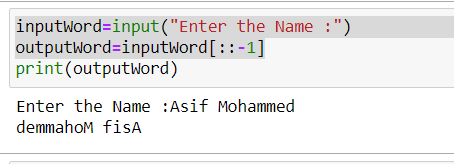 inputWord=input("Enter the Name :")
outputWord=inputWord[::-1]
print(outputWord)
Enter the Name :Asif Mohammed
demmahoM fisA